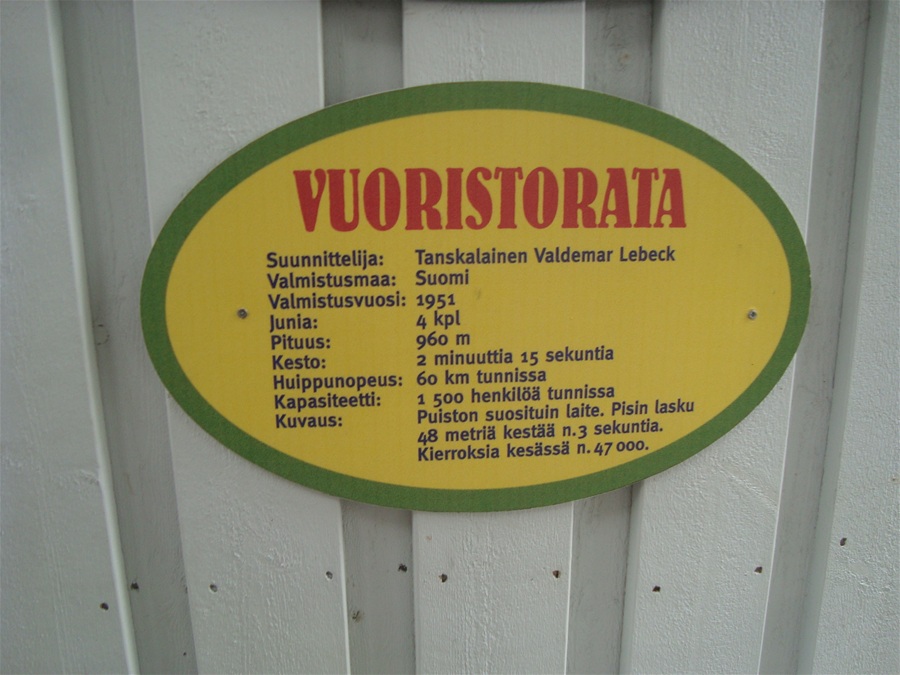 VUORISTORATA
Suunnittelija: Tanskalainen Valdemar Lebeck
Valmistusmaa: Suomi
Valmistusvuosi: 1951
Junia: 4 kpl
Pituus: 960 m
Kesto: 2 minuuttia 15 sekuntia
Huippunopeus: 60 km tunnissa
Kapasiteetti: 1 500 henkilöä tunnissa
Kuvaus: Puiston suosituin laite. Pisin lasku
48 metriä kestää n.3 sekuntia.
Kierroksia kesässä n. 47 000.